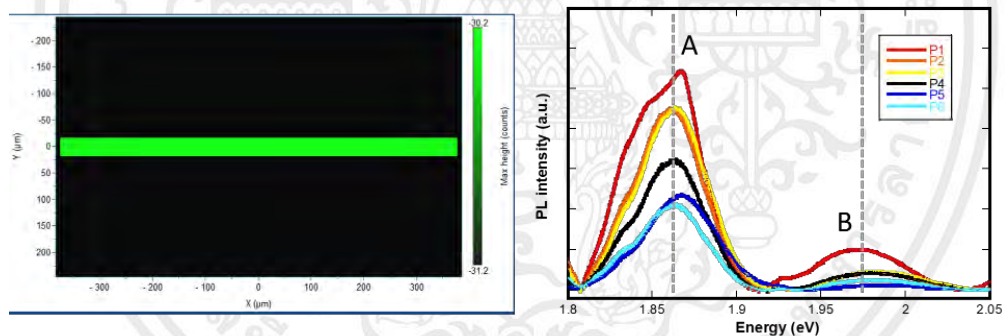 -30.2
- 200
- 150
- 100
- 50
0
50
100
150
200
Y (µm)
Max height (counts)
-31.2
- 300
- 200
- 100
0
100
200
300
X (µm)
A
B
P1
P2
P3
P4
P5
P6
PL intensity (a.u.)
1.8
1.85
1.9
1.95
2
2.05
Energy (eV)